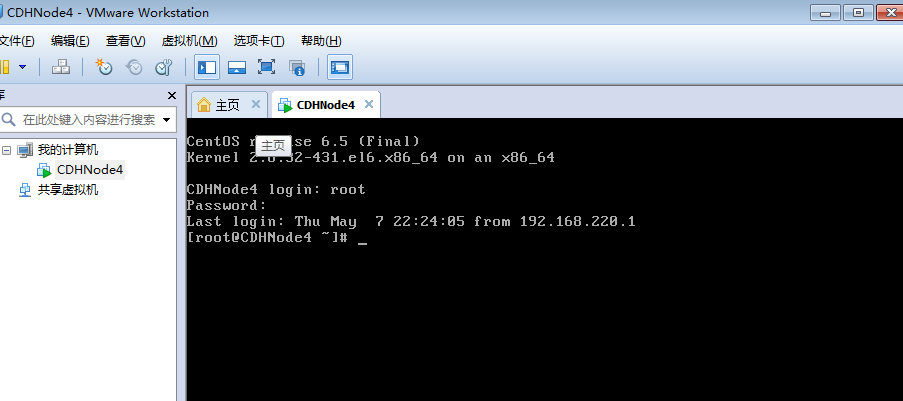 CDHNode4 - VMware Workstation
文件(F) 编辑(E) 查看(V) 虚拟机(M) 选项卡(T) 帮助(H)
库
在此处键入内容进行搜索
我的计算机
CDHNode4
共享虚拟机
主页 CDHNode4
主页
CentOS 6.5 (Final)
Kernel 2.6.32-431.el6.x86_64 on an x86_64
CDHNode4 login: root
Password:
Last login: Thu May 7 22:24:05 from 192.168.220.1
[root@CDHNode4 ~]# _